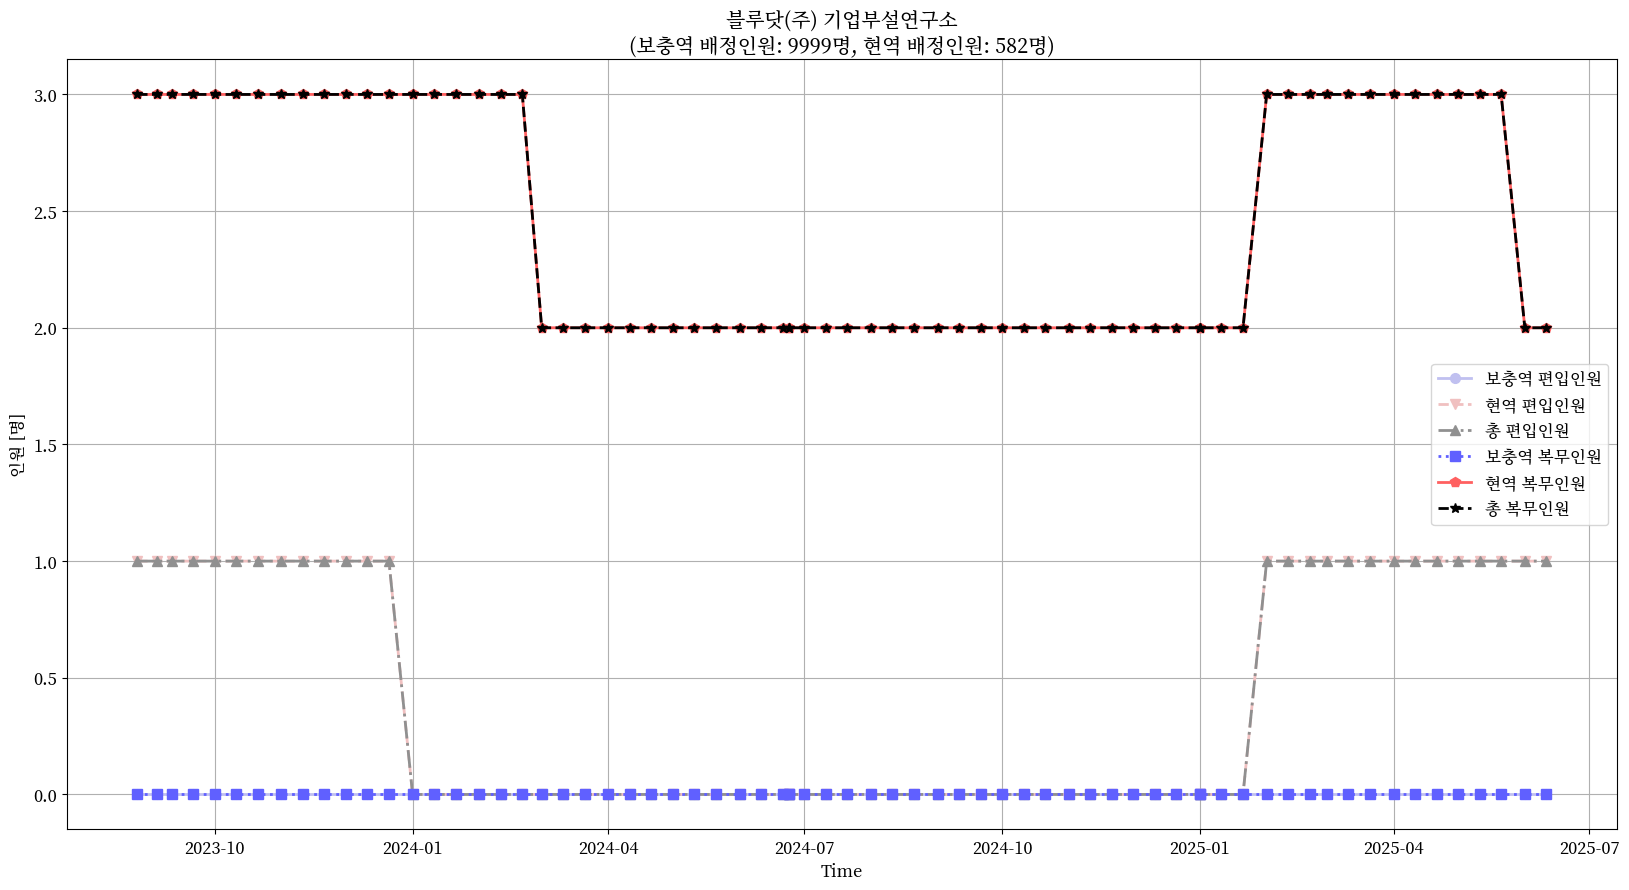 블루닷(주) 기업부설연구소
(보충역 배정인원: 9999명, 현역 배정인원: 582명)
3.0
2.5
2.0
1.5
1.0
0.5
0.0
인원 [명]
보충역 편입인원
현역 편입인원
총 편입인원
보충역 복무인원
현역 복무인원
총 복무인원
2023-10
2024-01
2024-04
2024-07
2024-10
2025-01
2025-04
2025-07
Time